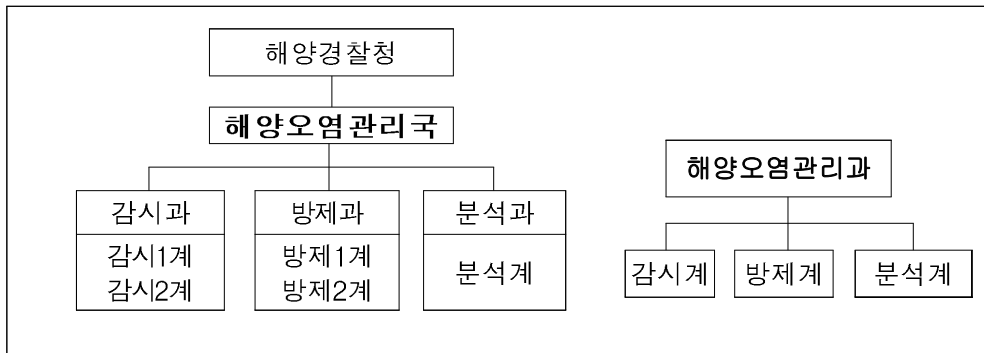 해양경찰청
해양오염관리국
감시과
감시1계
감시2계
방제과
방제1계
방제2계
분석과
분석계
해양오염관리과
감시계
방제계
분석계